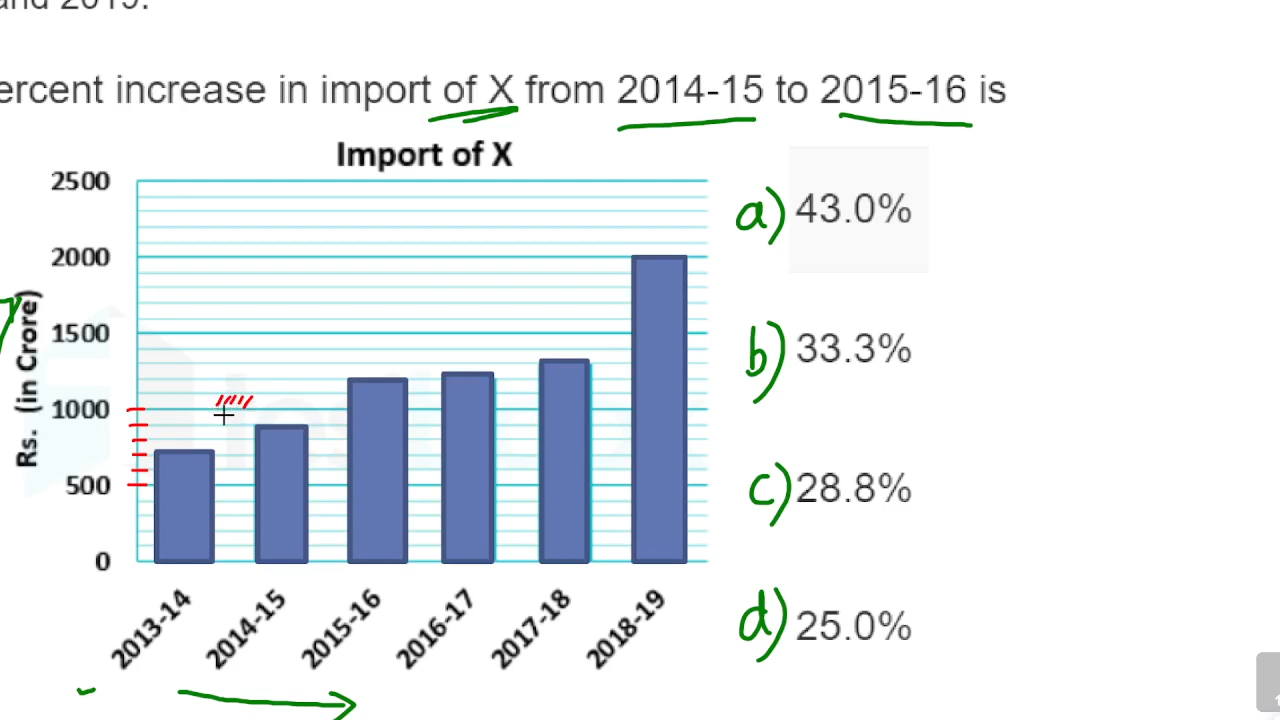 and 2019.
ercent increase in import of X from 2014-15 to 2015-16 is
Import of X
Rs. (in Crore)
2500
2000
1500
1000
500
0
2013-14
2014-15
2015-16
2016-17
2017-18
2018-19
a) 43.0%
b) 33.3%
c) 28.8%
d) 25.0%